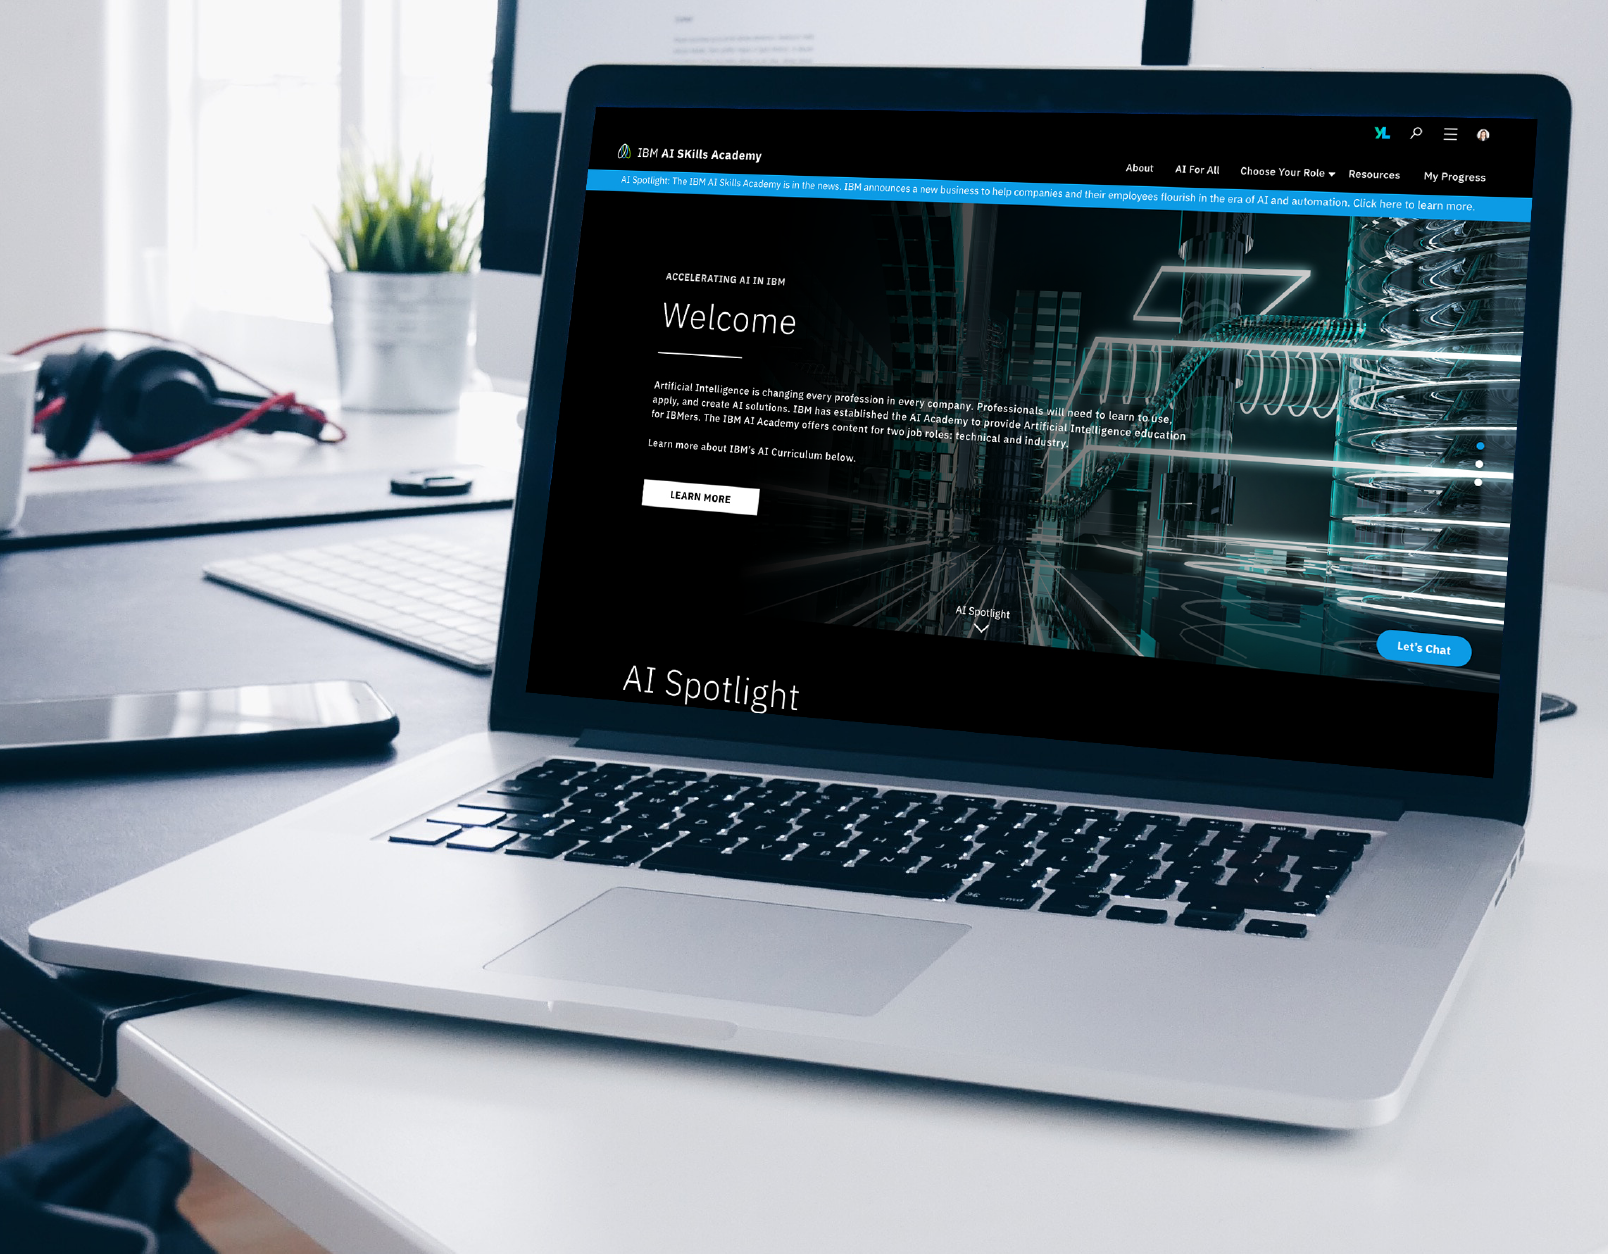 YL
IBM AI SKills Academy
About AI For All Choose Your Role Resources My Progress
AI Spotlight: The IBM AI Skills Academy is in the news. IBM announces a new business to help companies and their employees flourish in the era of AI and automation. Click here to learn more.
ACCELERATING AI IN IBM
Welcome
Artificial Intelligence is changing every profession in every company. Professionals will need to learn to use,
apply, and create AI solutions. IBM has established the AI Academy to provide Artificial Intelligence education
for IBMers. The IBM AI Academy offers content for two job roles: technical and industry.
Learn more about IBM's AI Curriculum below.
LEARN MORE
AI Spotlight
Let's Chat
AI Spotlight
cmd
cmd